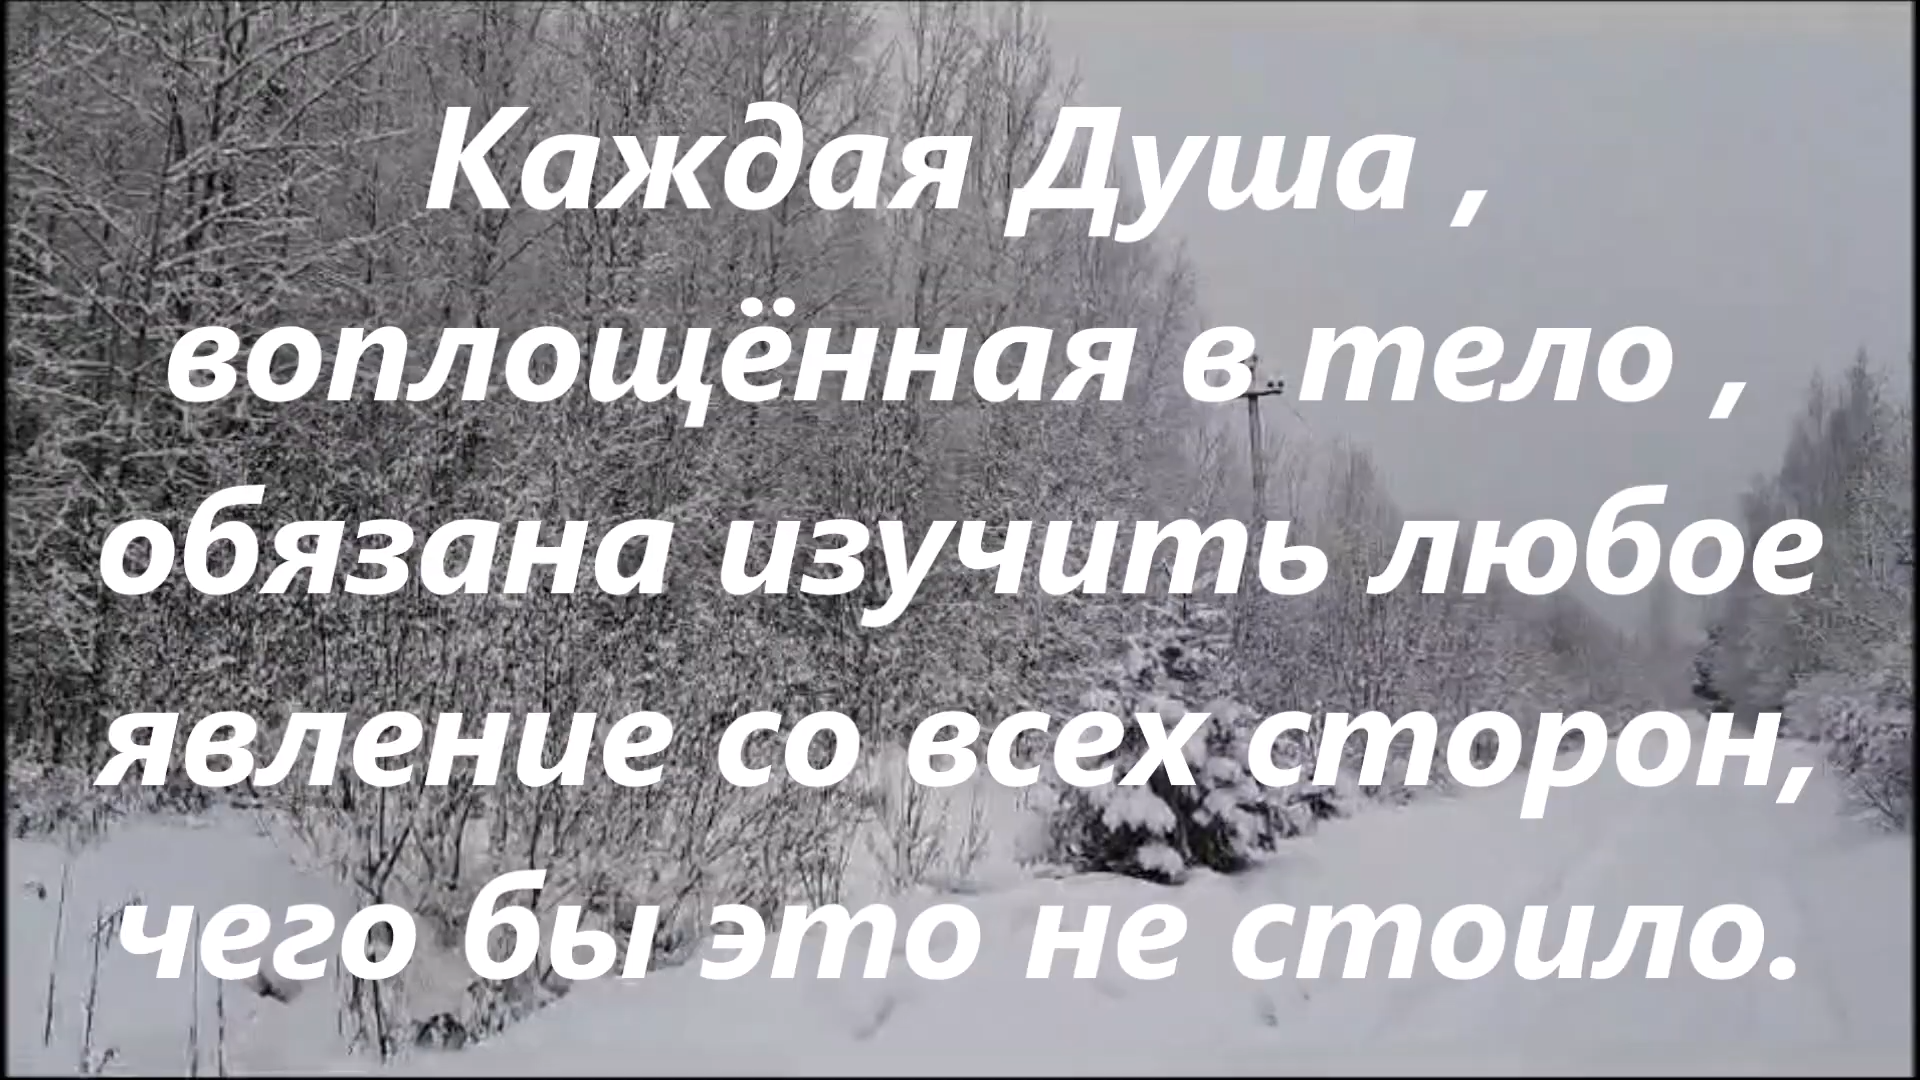 Каждая Душа ,
воплощённая в тело ,
обязана изучить любое
явление со всех сторон,
чего бы это не стоило.